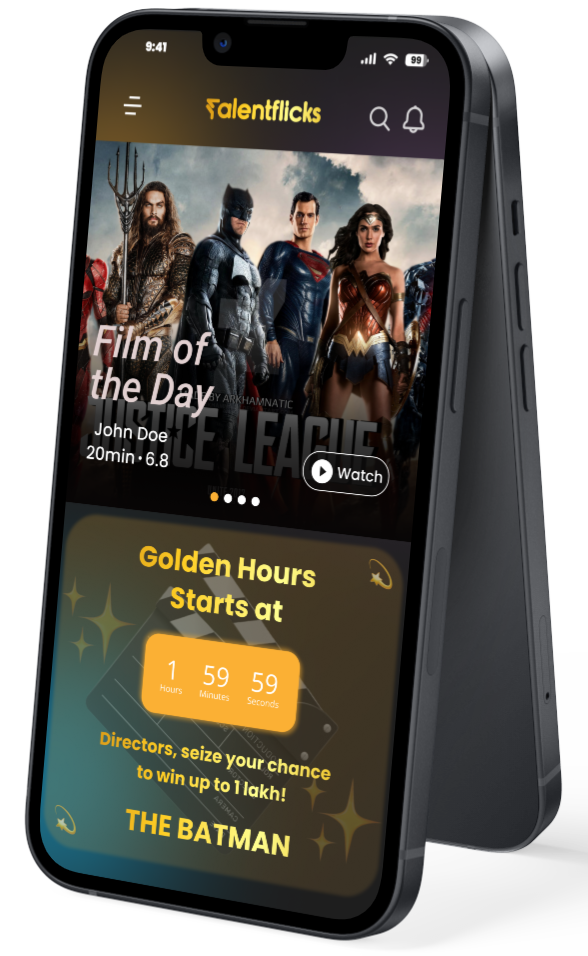 9:41
99
Talentflicks
Film of
the Day
BY ARKHAMNATIC
JUSTICE LEAGUE
John Doe
20min · 6.8
Watch
Golden Hours
Starts at
1 59 59
Hours Minutes Seconds
Directors, seize your chance
to win up to 1 lakh!
THE BATMAN